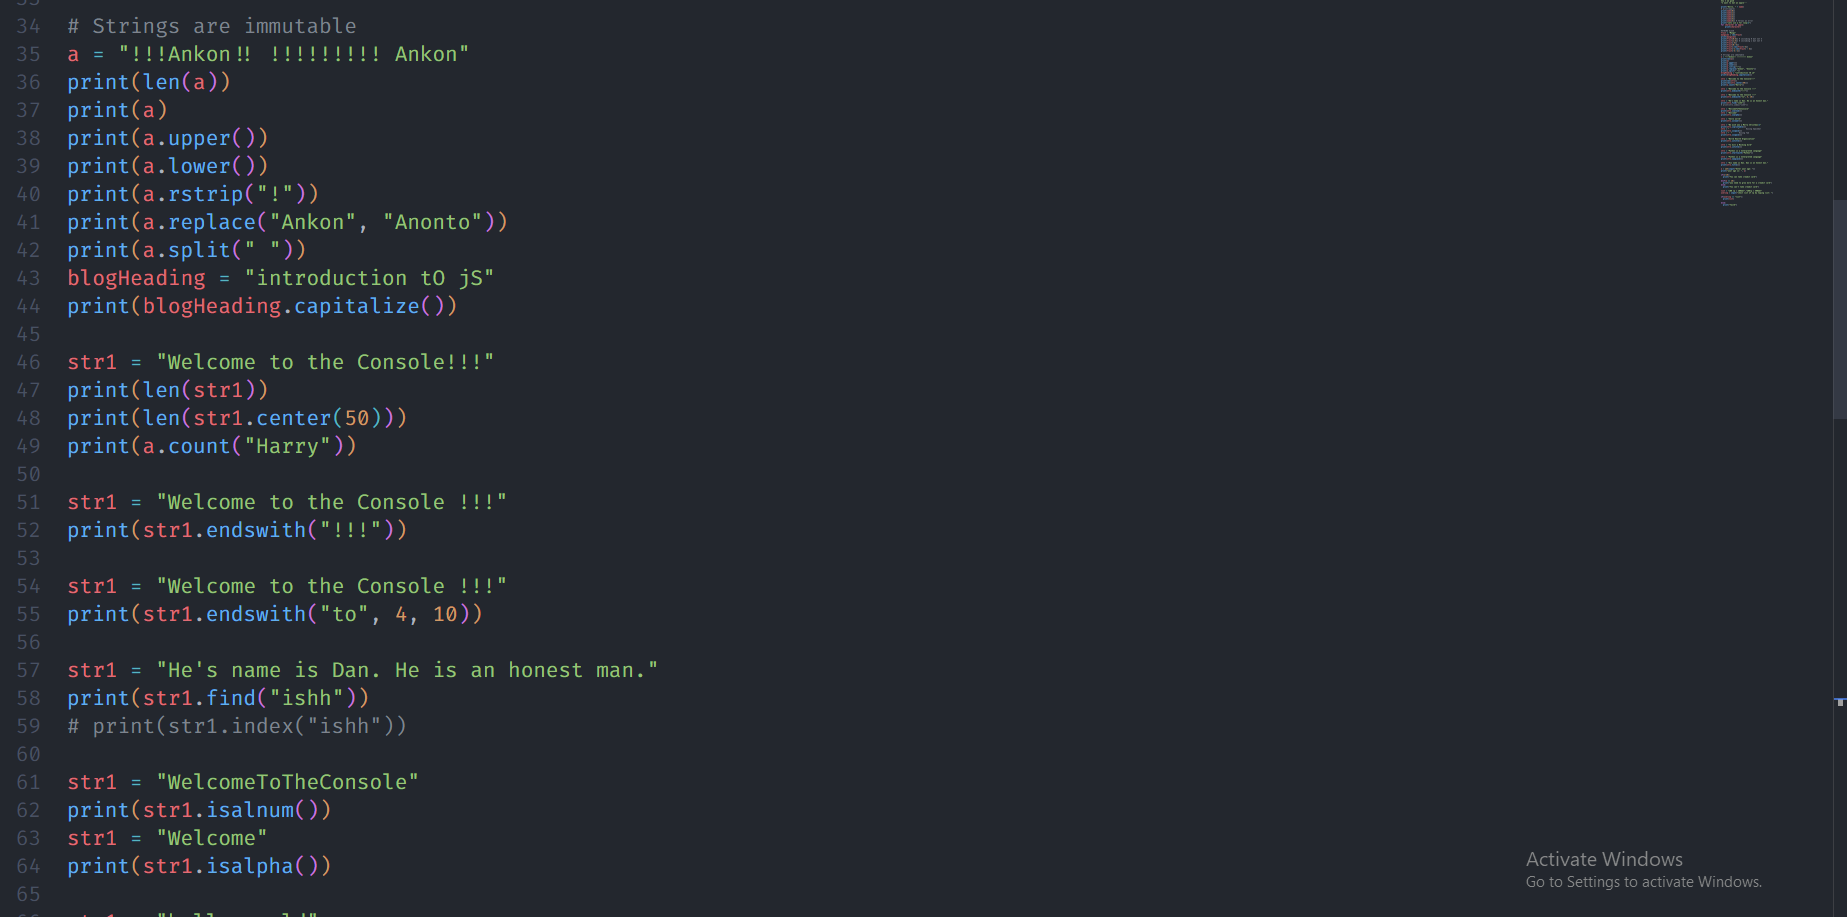 34 # Strings are immutable
35 a = "!!!Ankon!! !!!!!!!!! Ankon"
36 print(len(a))
37 print(a)
38 print(a.upper())
39 print(a.lower())
40 print(a.rstrip("!"))
41 print(a.replace("Ankon", "Anonto"))
42 print(a.split(" "))
43 blogHeading = "introduction tO jS"
44 print(blogHeading.capitalize())
45
46 str1 = "Welcome to the Console!!!"
47 print(len(str1))
48 print(len(str1.center(50)))
49 print(a.count("Harry"))
50
51 str1 = "Welcome to the Console !!!"
52 print(str1.endswith("!!!"))
53
54 str1 = "Welcome to the Console !!!"
55 print(str1.endswith("to", 4, 10))
56
57 str1 = "He's name is Dan. He is an honest man."
58 print(str1.find("ishh"))
59 # print(str1.index("ishh"))
60
61 str1 = "WelcomeToTheConsole"
62 print(str1.isalnum())
63 str1 = "Welcome"
64 print(str1.isalpha())
65
Activate Windows
Go to Settings to activate Windows.